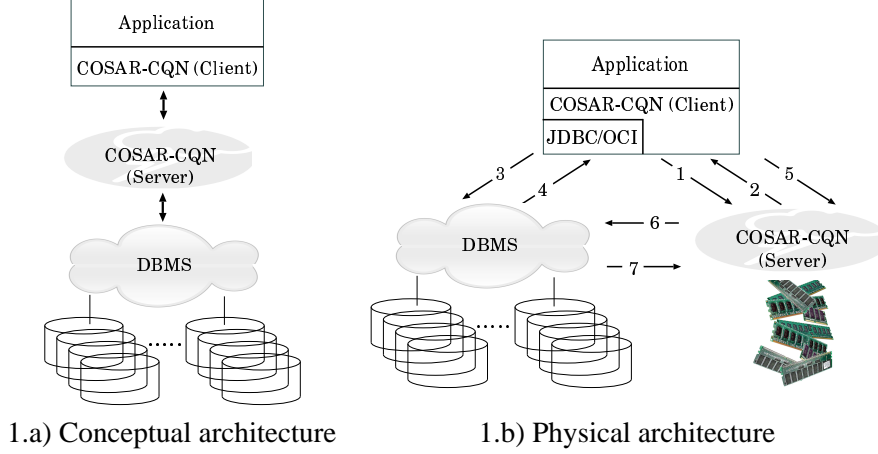 Application
COSAR-CQN (Client)
COSAR-CQN
(Server)
DBMS
1.a) Conceptual architecture
Application
COSAR-CQN (Client)
JDBC/OCI
3
4
1
2
5
6
7
DBMS
COSAR-CQN
(Server)
1.b) Physical architecture